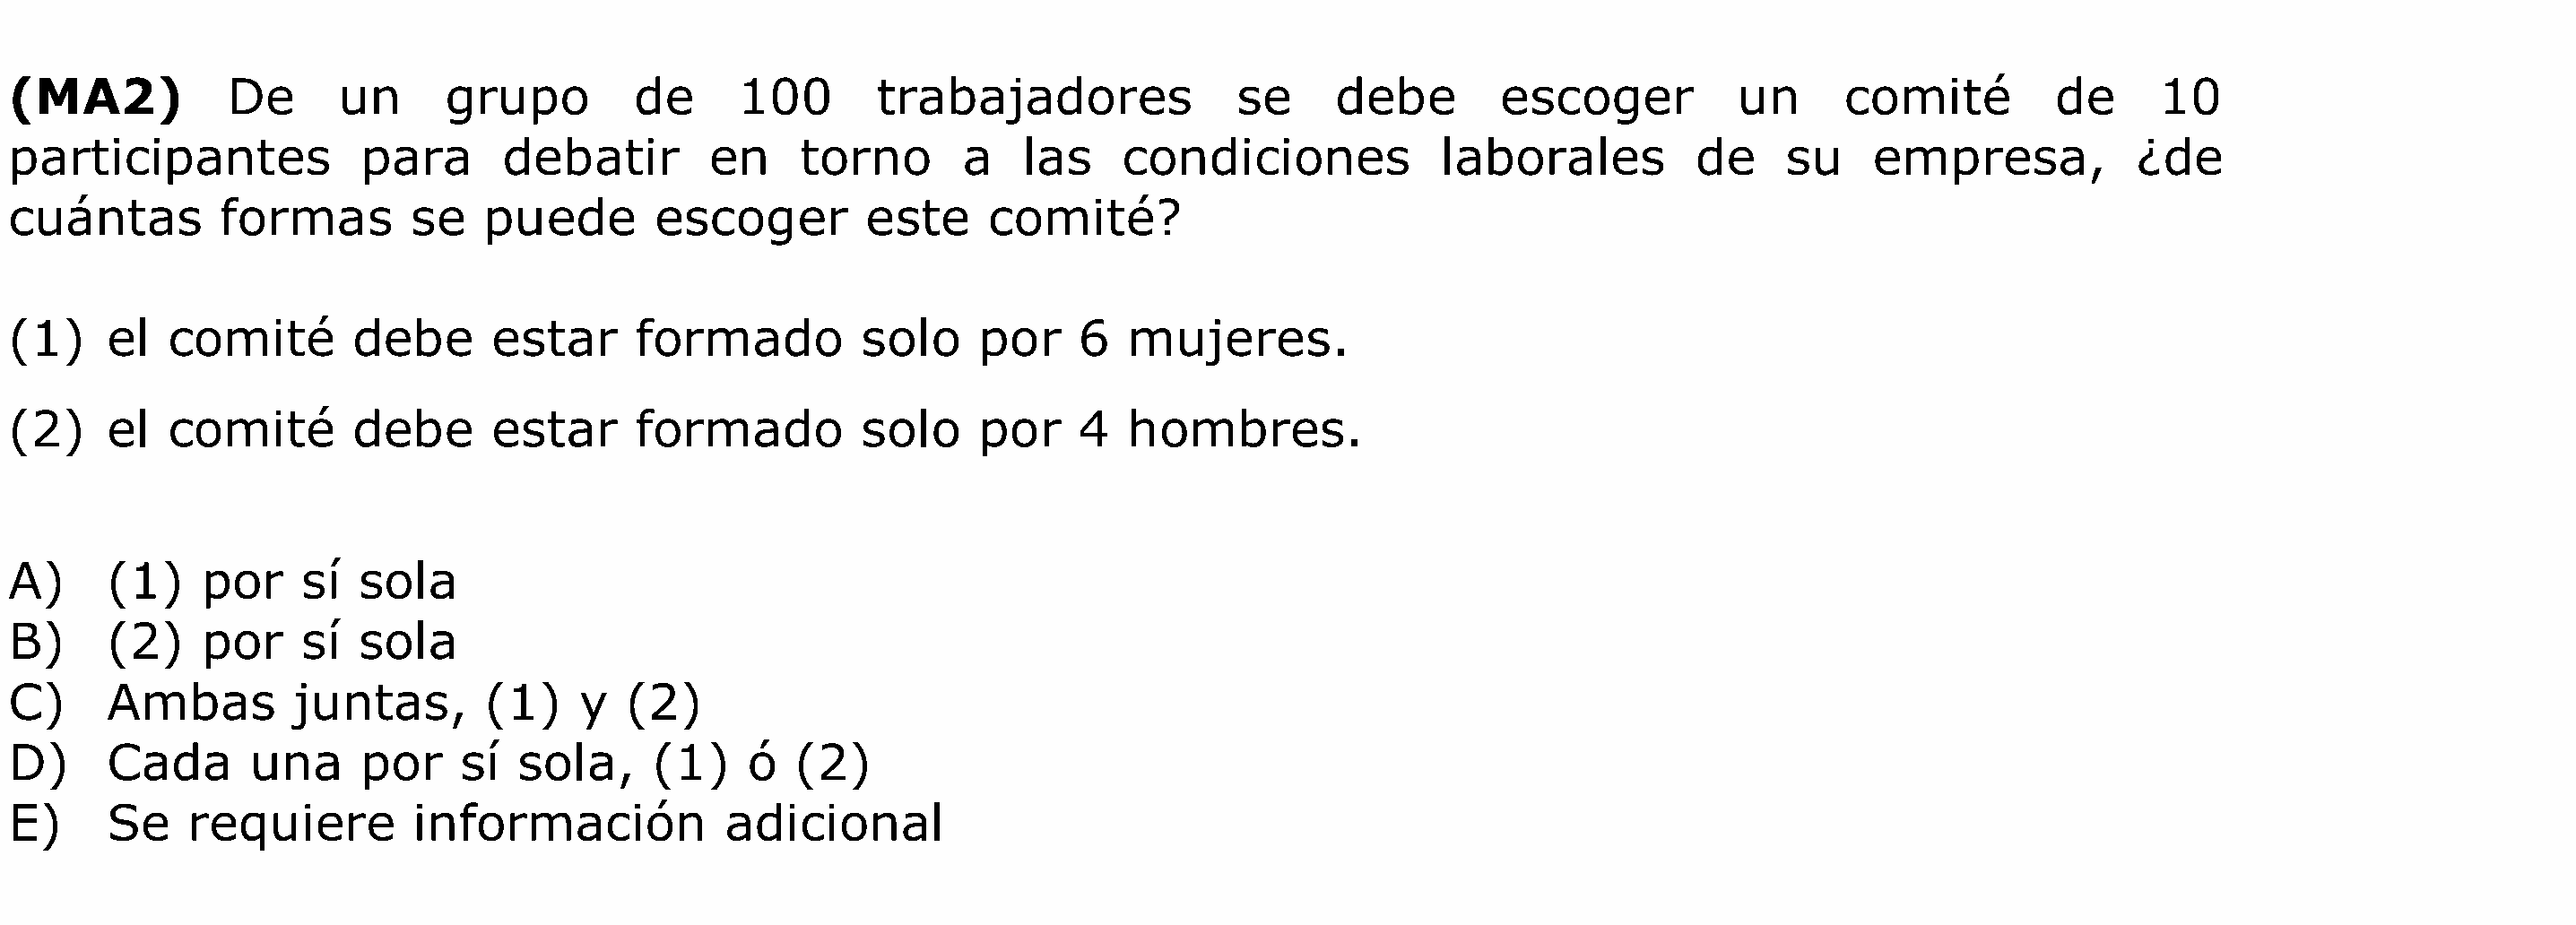 (MA2) De un grupo de 100 trabajadores se debe escoger un comité de 10
participantes para debatir en torno a las condiciones laborales de su empresa, ¿de
cuántas formas se puede escoger este comité?
(1) el comité debe estar formado solo por 6 mujeres.
(2) el comité debe estar formado solo por 4 hombres.
A) (1) por sí sola
B) (2) por sí sola
C) Ambas juntas, (1) y (2)
D) Cada una por sí sola, (1) ó (2)
E) Se requiere información adicional